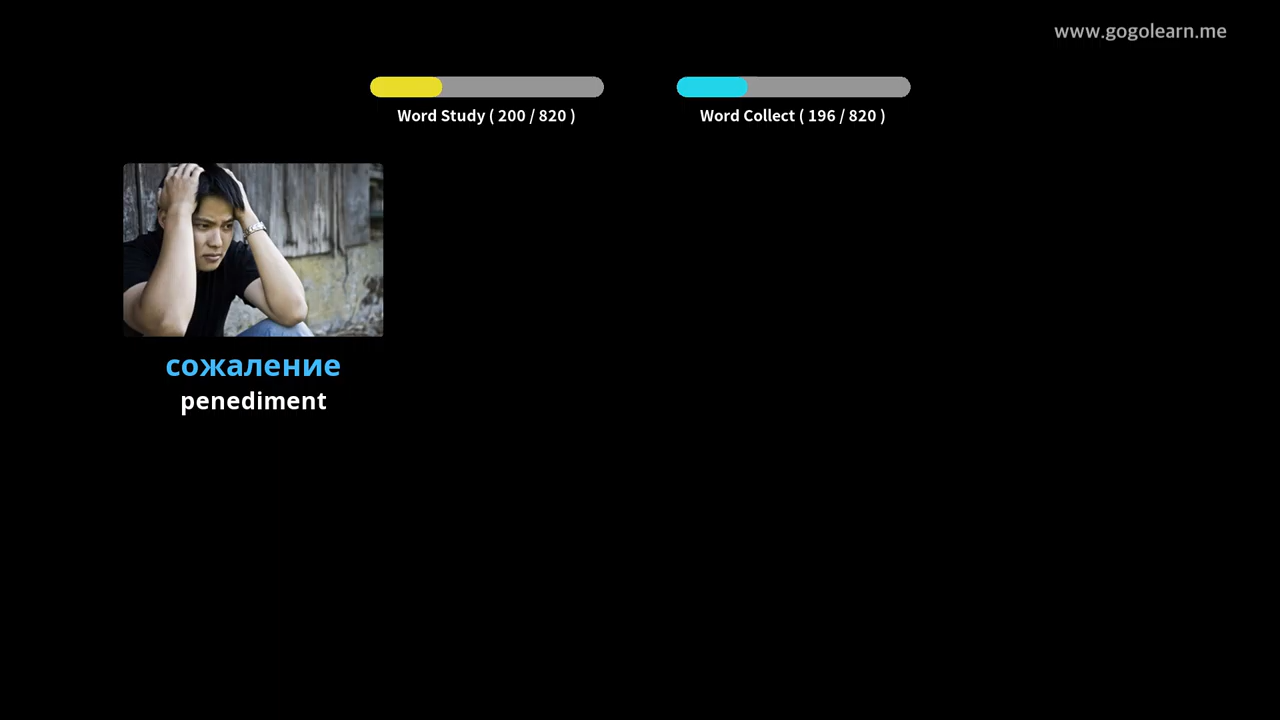 www.gogolearn.me
Word Study ( 200 / 820 )
Word Collect ( 196 / 820 )
сожаление
penediment